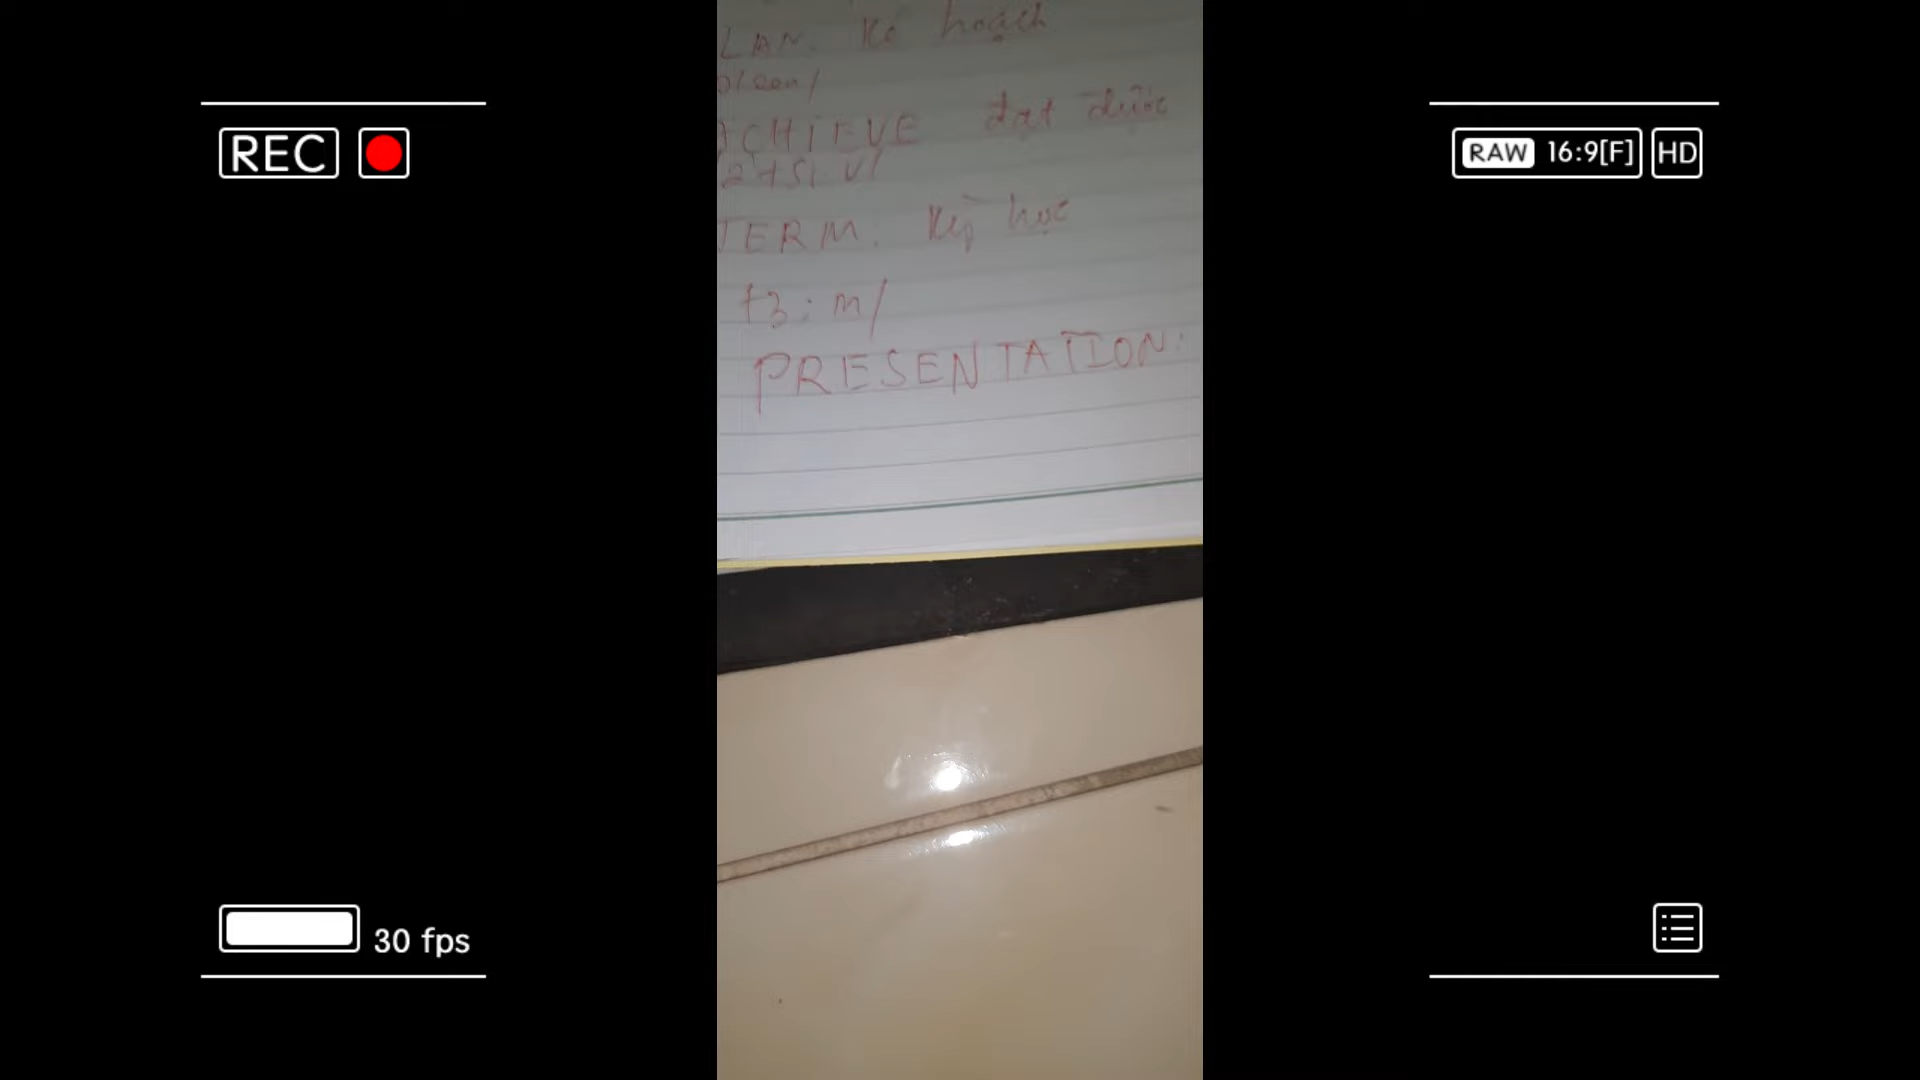 LAN. Kế hoạch
ACHIEVE đạt được
TERM. Kỳ học
t3:m/
PRESENTATION:
REC
RAW 16:9[F] HD
30 fps